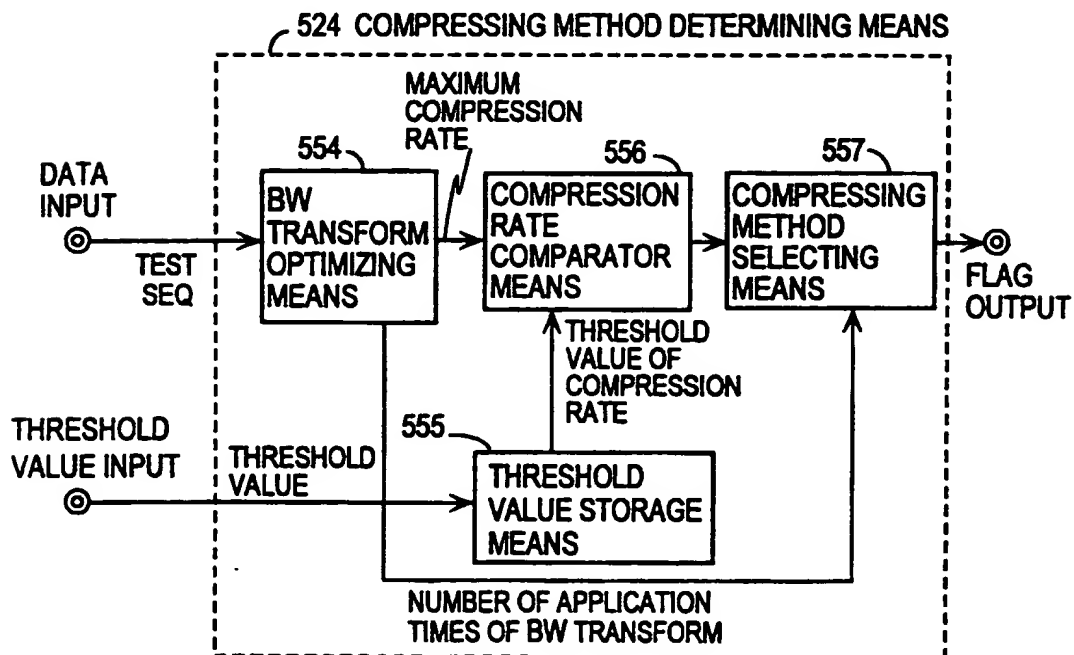 524 COMPRESSING METHOD DETERMINING MEANS
MAXIMUM
COMPRESSION
RATE
554
556
557
DATA
INPUT
TEST
SEQ
BW
TRANSFORM
OPTIMIZING
MEANS
COMPRESSION
RATE
COMPARATOR
MEANS
COMPRESSING
METHOD
SELECTING
MEANS
FLAG
OUTPUT
THRESHOLD
VALUE OF
COMPRESSION
RATE
555
THRESHOLD
VALUE INPUT
THRESHOLD
VALUE
THRESHOLD
VALUE STORAGE
MEANS
NUMBER OF APPLICATION
TIMES OF BW TRANSFORM